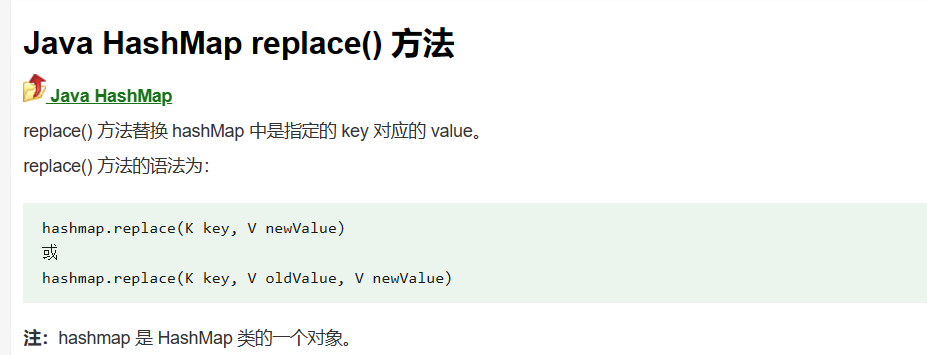 Java HashMap replace() 方法
Java HashMap
replace() 方法替换 hashMap 中是指定的 key 对应的 value。
replace() 方法的语法为：
hashmap.replace(K key, V newValue)
或
hashmap.replace(K key, V oldValue, V newValue)
注：hashmap 是 HashMap 类的一个对象。